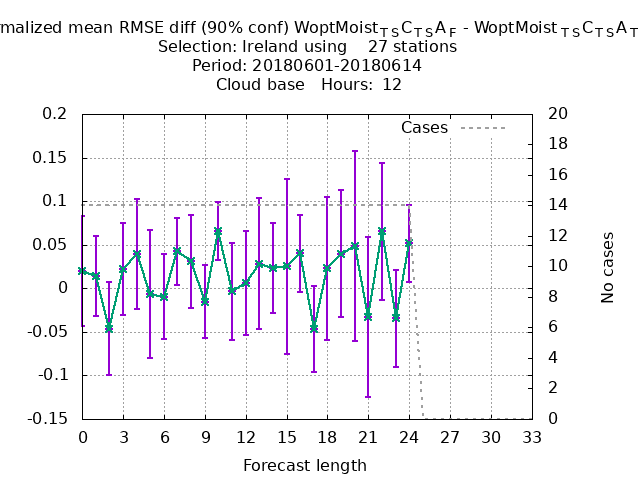 rmalized mean RMSE diff (90% conf) WoptMoist_TSC_TSA_F - WoptMoist_TSC_TSA_T
Selection: Ireland using 27 stations
Period: 20180601-20180614
Cloud base Hours: 12
Cases
0.2
0.15
0.1
0.05
0
-0.05
-0.1
-0.15
20
18
16
14
12
10
8
6
4
2
0
No cases
0 3 6 9 12 15 18 21 24 27 30 33
Forecast length